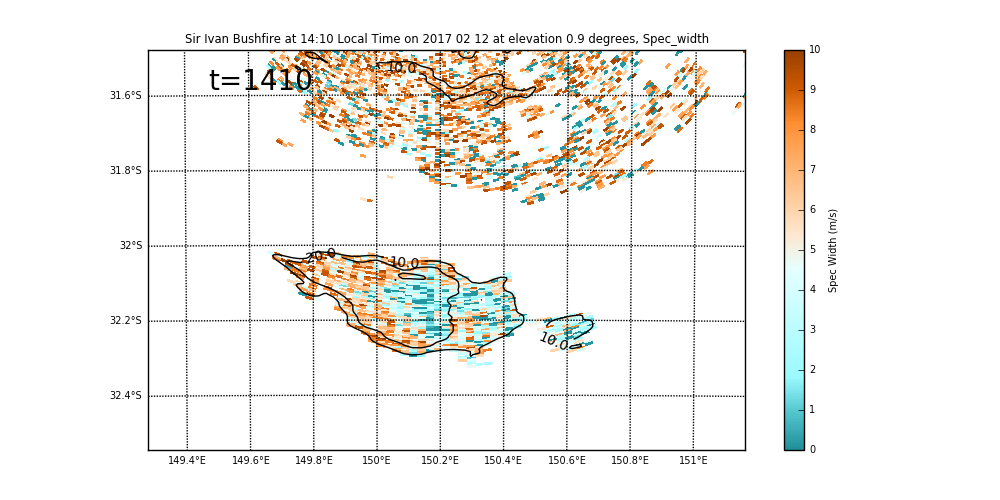 Sir Ivan Bushfire at 14:10 Local Time on 2017 02 12 at elevation 0.9 degrees, Spec_width
t=1410
10.0
31.6°S
31.8°S
32°S
32.2°S
32.4°S
20.0
10.0
10.0
149.4°E 149.6°E 149.8°E 150°E 150.2°E 150.4°E 150.6°E 150.8°E 151°E
10
9
8
7
6
5
4
3
2
1
0
Spec Width (m/s)